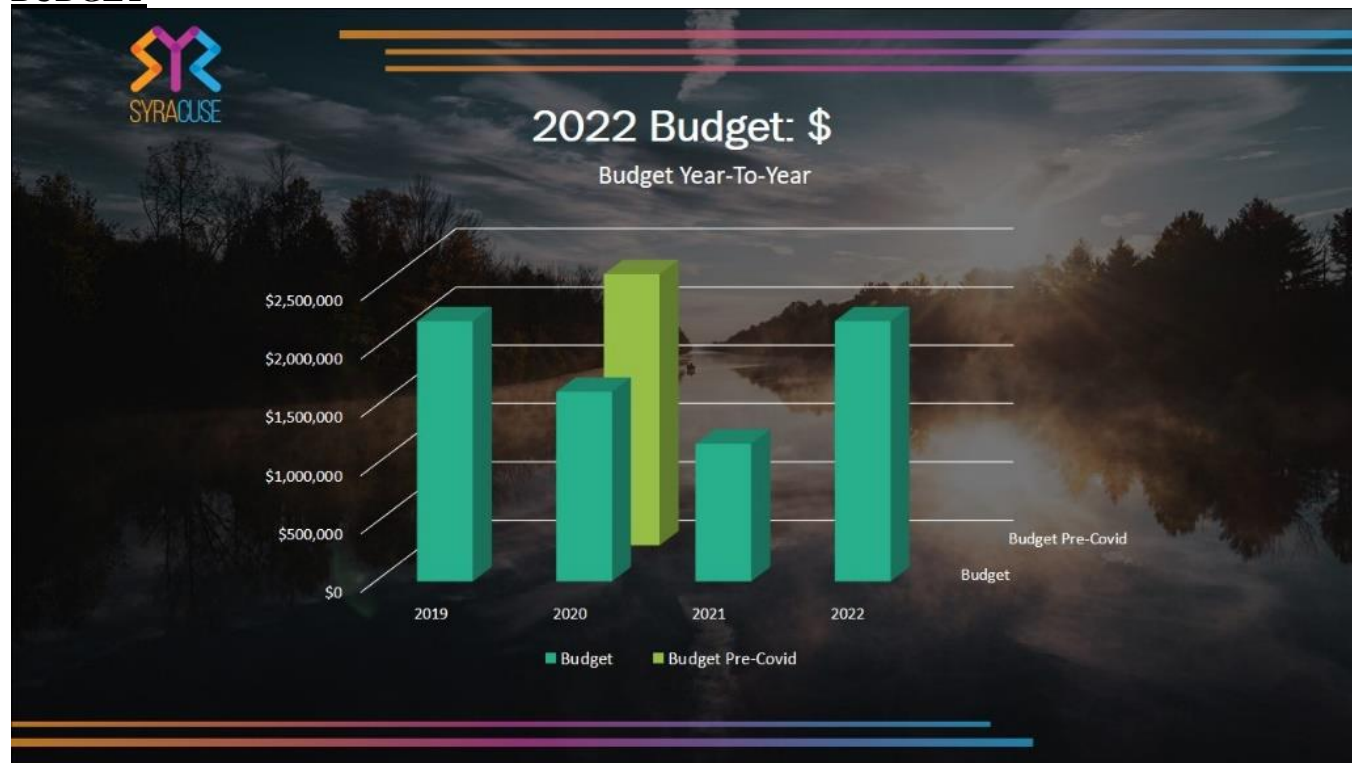 BUDGET
SYRACUSE
2022 Budget: $
Budget Year-To-Year
$2,500,000
$2,000,000
$1,500,000
$1,000,000
$500,000
$0
Budget Pre-Covid
Budget
2019 2020 2021 2022
Budget Budget Pre-Covid